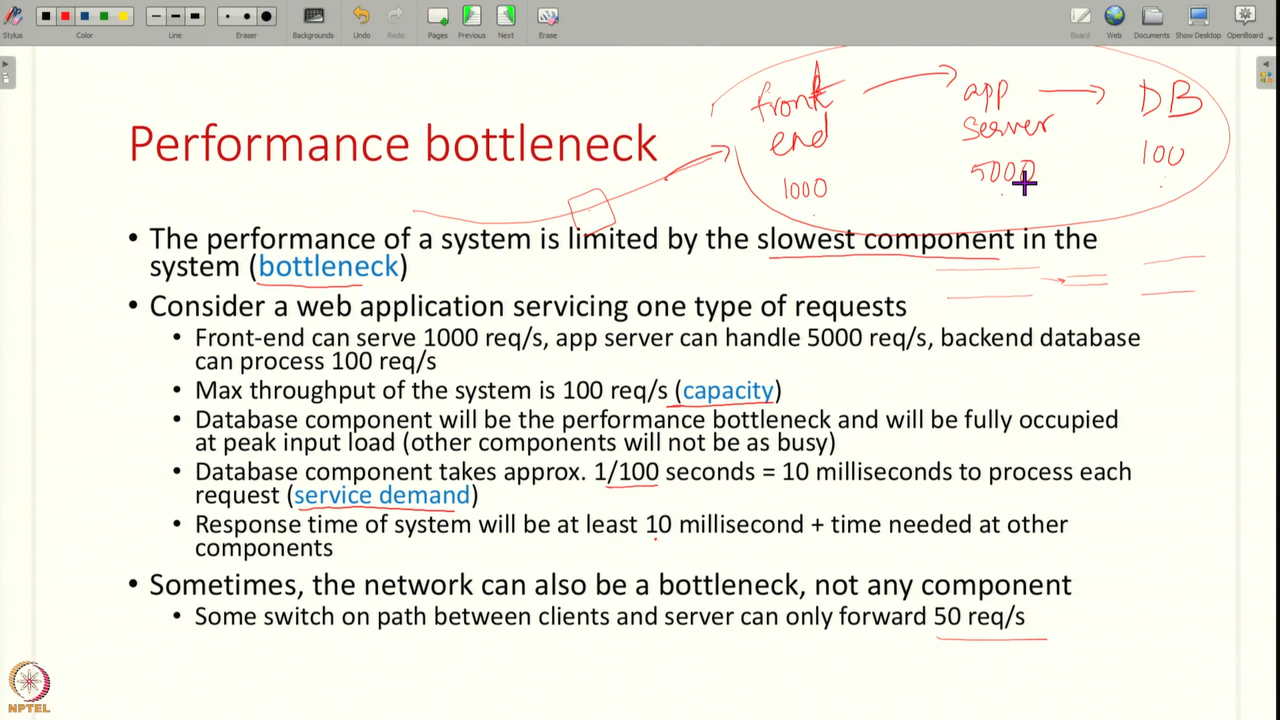 Stylus
Color
Line
Eraser
Backgrounds
Undo
Redo
Pages
Previous
Next
Erase
Board
Web
Documents
Show Desktop
OpenBoard
front end
1000
app server
5000
DB
100
Performance bottleneck
• The performance of a system is limited by the slowest component in the
system (bottleneck)
• Consider a web application servicing one type of requests
• Front-end can serve 1000 req/s, app server can handle 5000 req/s, backend database
can process 100 req/s
• Max throughput of the system is 100 req/s (capacity)
• Database component will be the performance bottleneck and will be fully occupied
at peak input load (other components will not be as busy)
• Database component takes approx. 1/100 seconds = 10 milliseconds to process each
request (service demand)
• Response time of system will be at least 10 millisecond + time needed at other
components
• Sometimes, the network can also be a bottleneck, not any component
• Some switch on path between clients and server can only forward 50 req/s
NPTEL